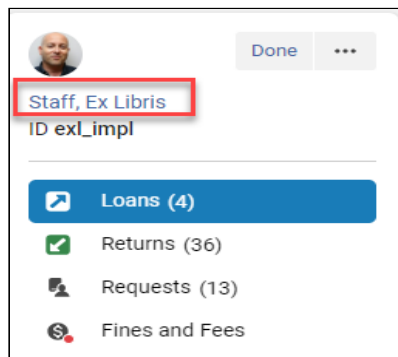 Done ...
Staff, Ex Libris
ID exl_impl
Loans (4)
Returns (36)
Requests (13)
Fines and Fees